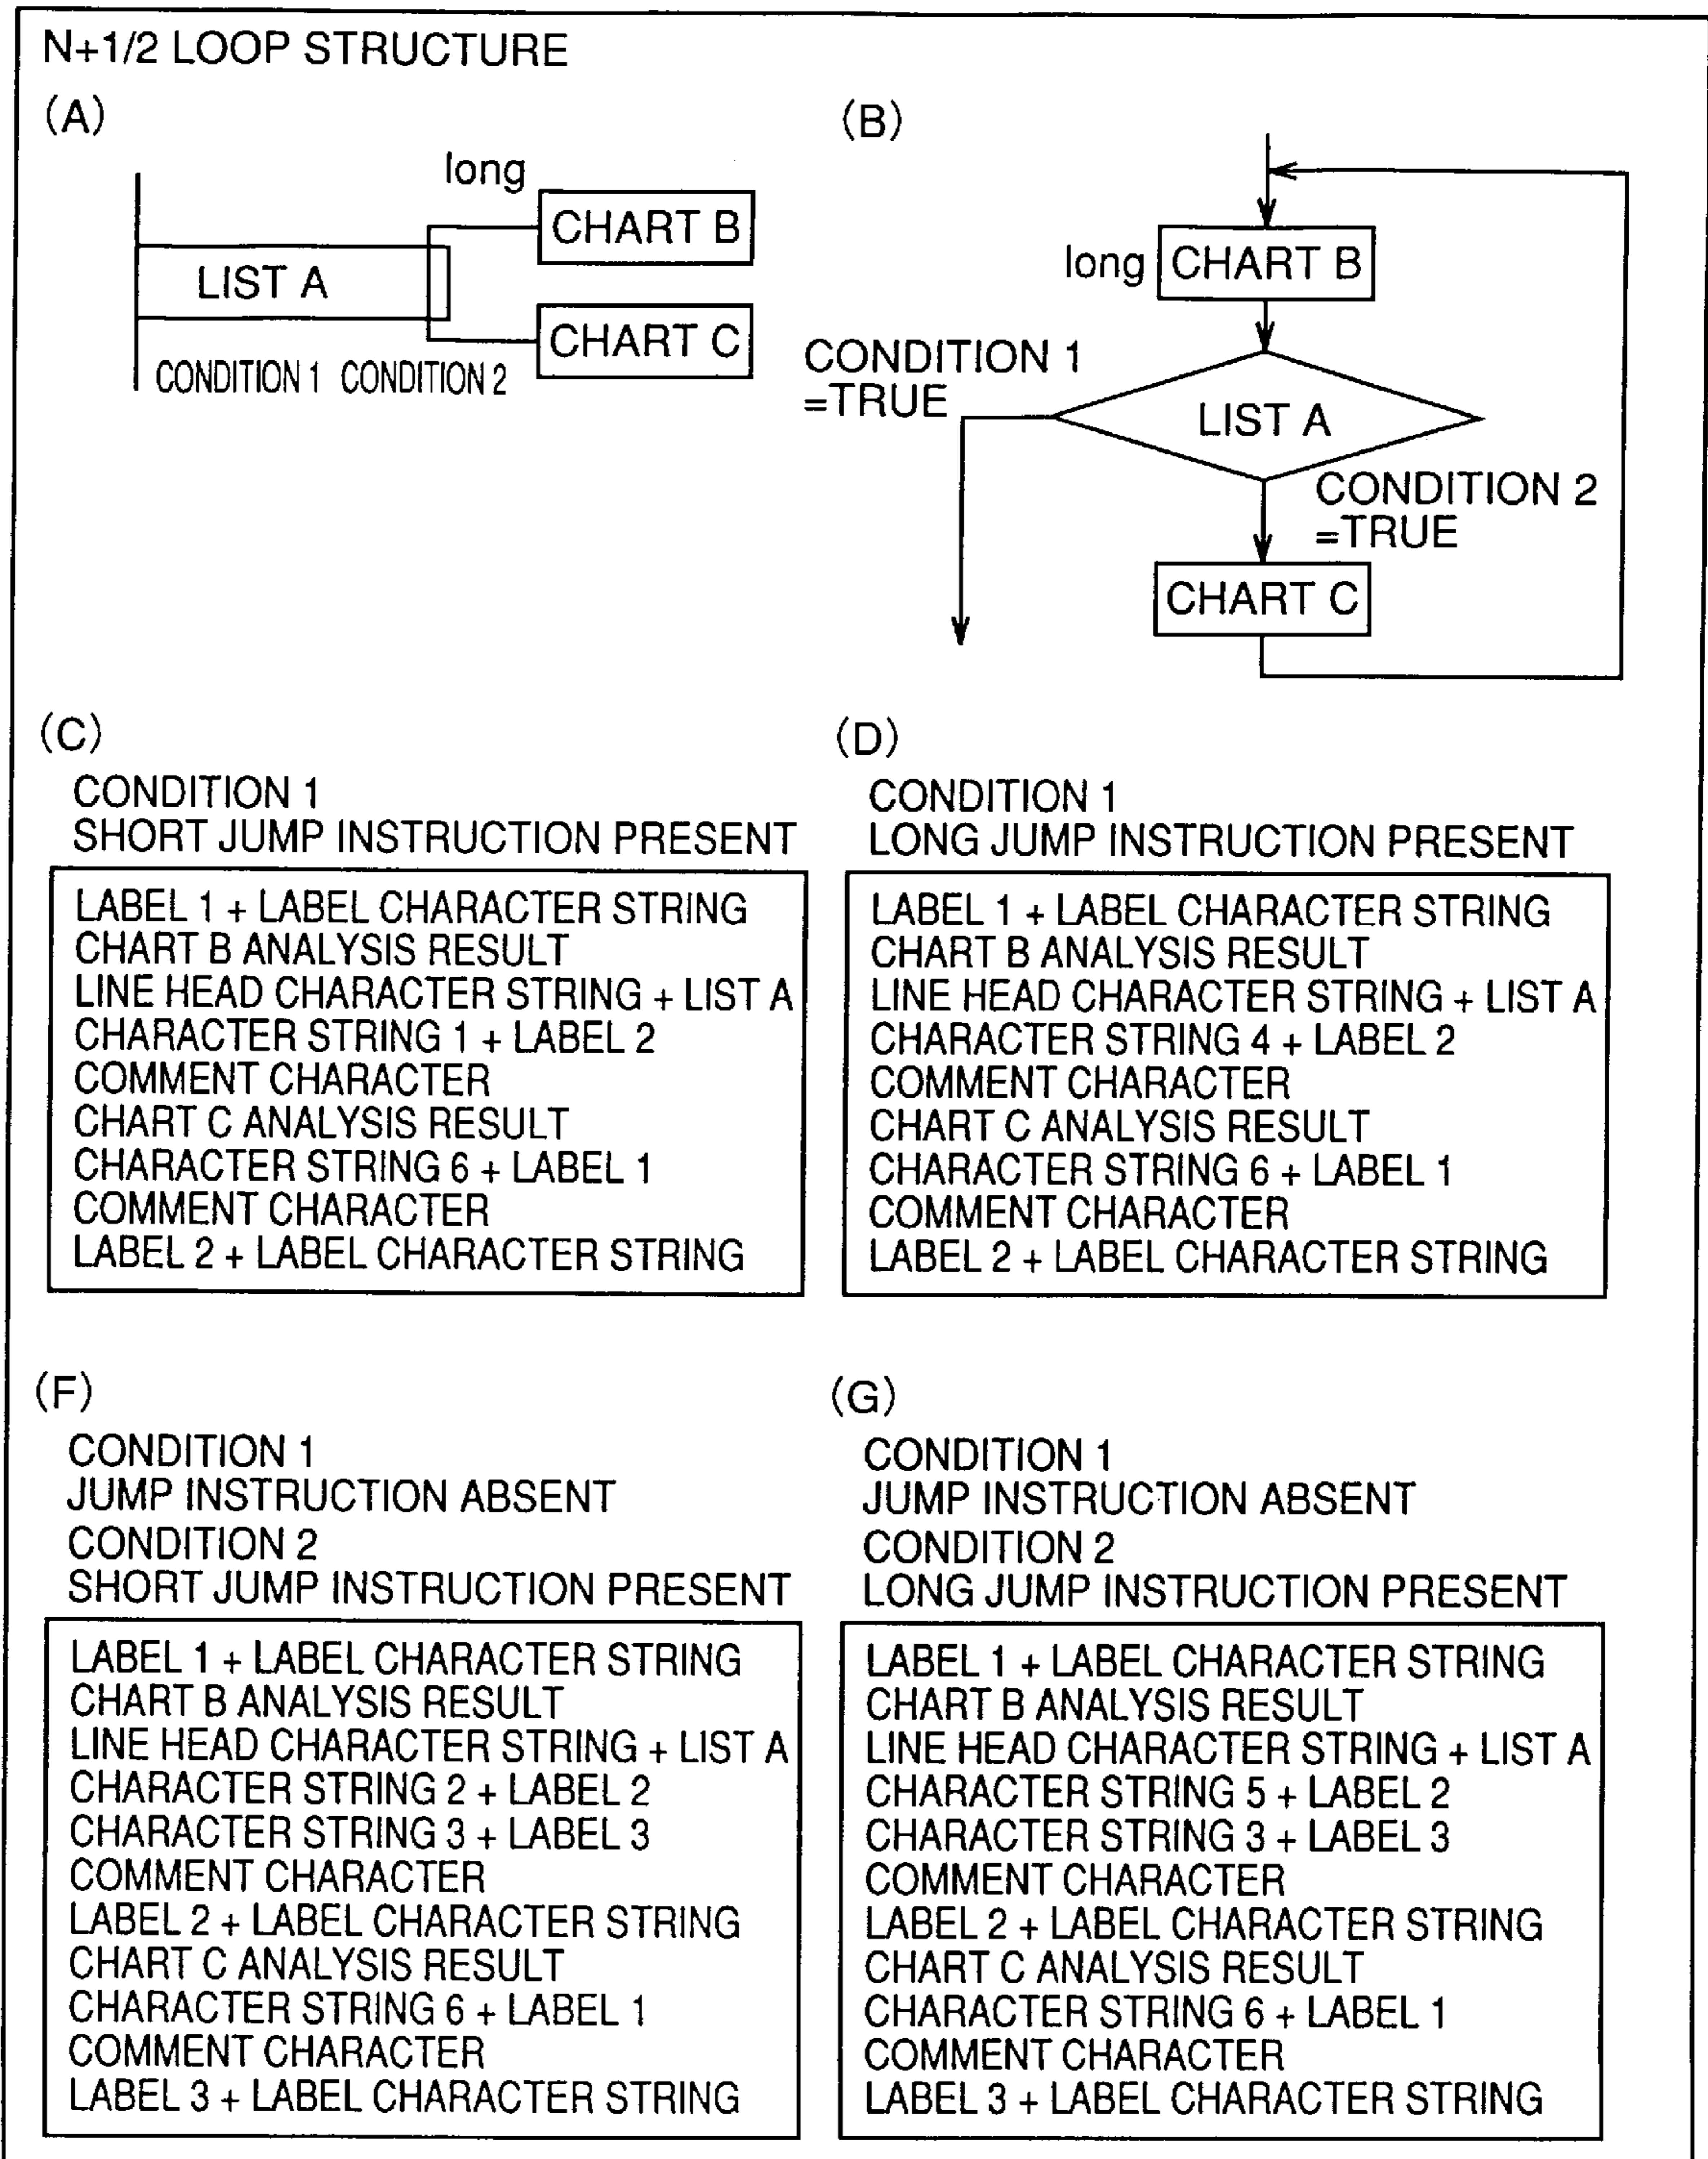 N+1/2 LOOP STRUCTURE
(A)
long
CHART B
LIST A
CHART C
CONDITION 1 CONDITION 2
(B)
long CHART B
CONDITION 1
=TRUE
LIST A
CONDITION 2
=TRUE
CHART C
(C)
CONDITION 1
SHORT JUMP INSTRUCTION PRESENT
LABEL 1 + LABEL CHARACTER STRING
CHART B ANALYSIS RESULT
LINE HEAD CHARACTER STRING + LIST A
CHARACTER STRING 1 + LABEL 2
COMMENT CHARACTER
CHART C ANALYSIS RESULT
CHARACTER STRING 6 + LABEL 1
COMMENT CHARACTER
LABEL 2 + LABEL CHARACTER STRING
(D)
CONDITION 1
LONG JUMP INSTRUCTION PRESENT
LABEL 1 + LABEL CHARACTER STRING
CHART B ANALYSIS RESULT
LINE HEAD CHARACTER STRING + LIST A
CHARACTER STRING 4 + LABEL 2
COMMENT CHARACTER
CHART C ANALYSIS RESULT
CHARACTER STRING 6 + LABEL 1
COMMENT CHARACTER
LABEL 2 + LABEL CHARACTER STRING
(F)
CONDITION 1
JUMP INSTRUCTION ABSENT
CONDITION 2
SHORT JUMP INSTRUCTION PRESENT
LABEL 1 + LABEL CHARACTER STRING
CHART B ANALYSIS RESULT
LINE HEAD CHARACTER STRING + LIST A
CHARACTER STRING 2 + LABEL 2
CHARACTER STRING 3 + LABEL 3
COMMENT CHARACTER
LABEL 2 + LABEL CHARACTER STRING
CHART C ANALYSIS RESULT
CHARACTER STRING 6 + LABEL 1
COMMENT CHARACTER
LABEL 3 + LABEL CHARACTER STRING
(G)
CONDITION 1
JUMP INSTRUCTION ABSENT
CONDITION 2
LONG JUMP INSTRUCTION PRESENT
LABEL 1 + LABEL CHARACTER STRING
CHART B ANALYSIS RESULT
LINE HEAD CHARACTER STRING + LIST A
CHARACTER STRING 5 + LABEL 2
CHARACTER STRING 3 + LABEL 3
COMMENT CHARACTER
LABEL 2 + LABEL CHARACTER STRING
CHART C ANALYSIS RESULT
CHARACTER STRING 6 + LABEL 1
COMMENT CHARACTER
LABEL 3 + LABEL CHARACTER STRING